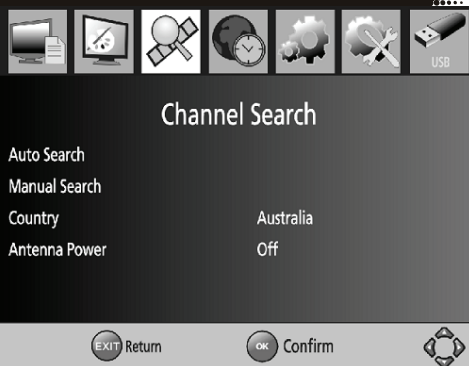 USB
Channel Search
Auto Search
Manual Search
Country Australia
Antenna Power Off
EXIT Return OK Confirm